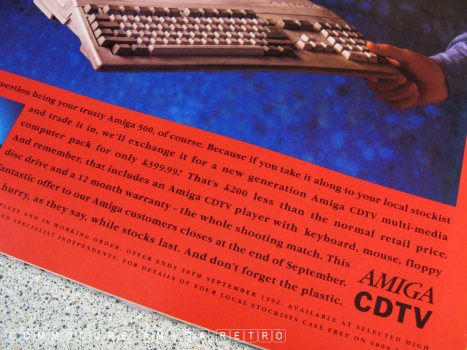 AMIGA
uestion being your trusty Amiga 500, of course. Because if you take it along to your local stockist
and trade it in, we'll exchange it for a new generation Amiga CDTV multi-media
computer pack for only £399.99! That's £200 less than the normal retail price.
And remember, that includes an Amiga CDTV player with keyboard, mouse, floppy
disc drive and a 12 month warranty - the whole shooting match. This
fantastic offer to our Amiga customers closes at the end of September.
hurry, as they say, while stocks last. And don't forget the plastic.
AMIGA
CDTV
PLETE AND IN WORKING ORDER. OFFER ENDS 30TH SEPTEMBER 1992. AVAILABLE AT SELECTED HIGH
ND SPECIALIST INDEPENDENTS. FOR DETAILS OF YOUR LOCAL STOCKISTS CALL FREE ON 0800
COMMODORE AMIGA RETRO